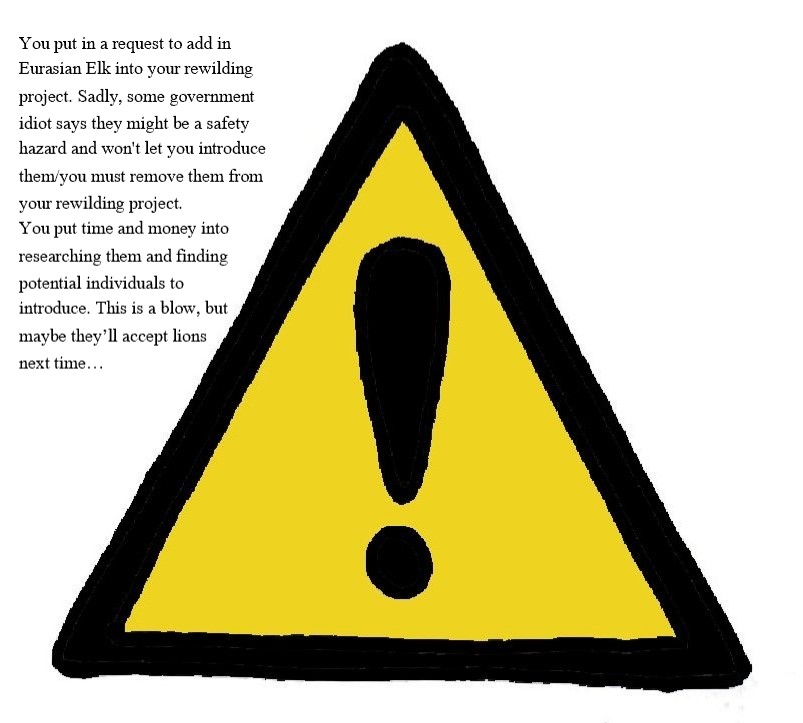 You put in a request to add in
Eurasian Elk into your rewilding
project. Sadly, some government
idiot says they might be a safety
hazard and won't let you introduce
them/you must remove them from
your rewilding project.
You put time and money into
researching them and finding
potential individuals to
introduce. This is a blow, but
maybe they’ll accept lions
next time…